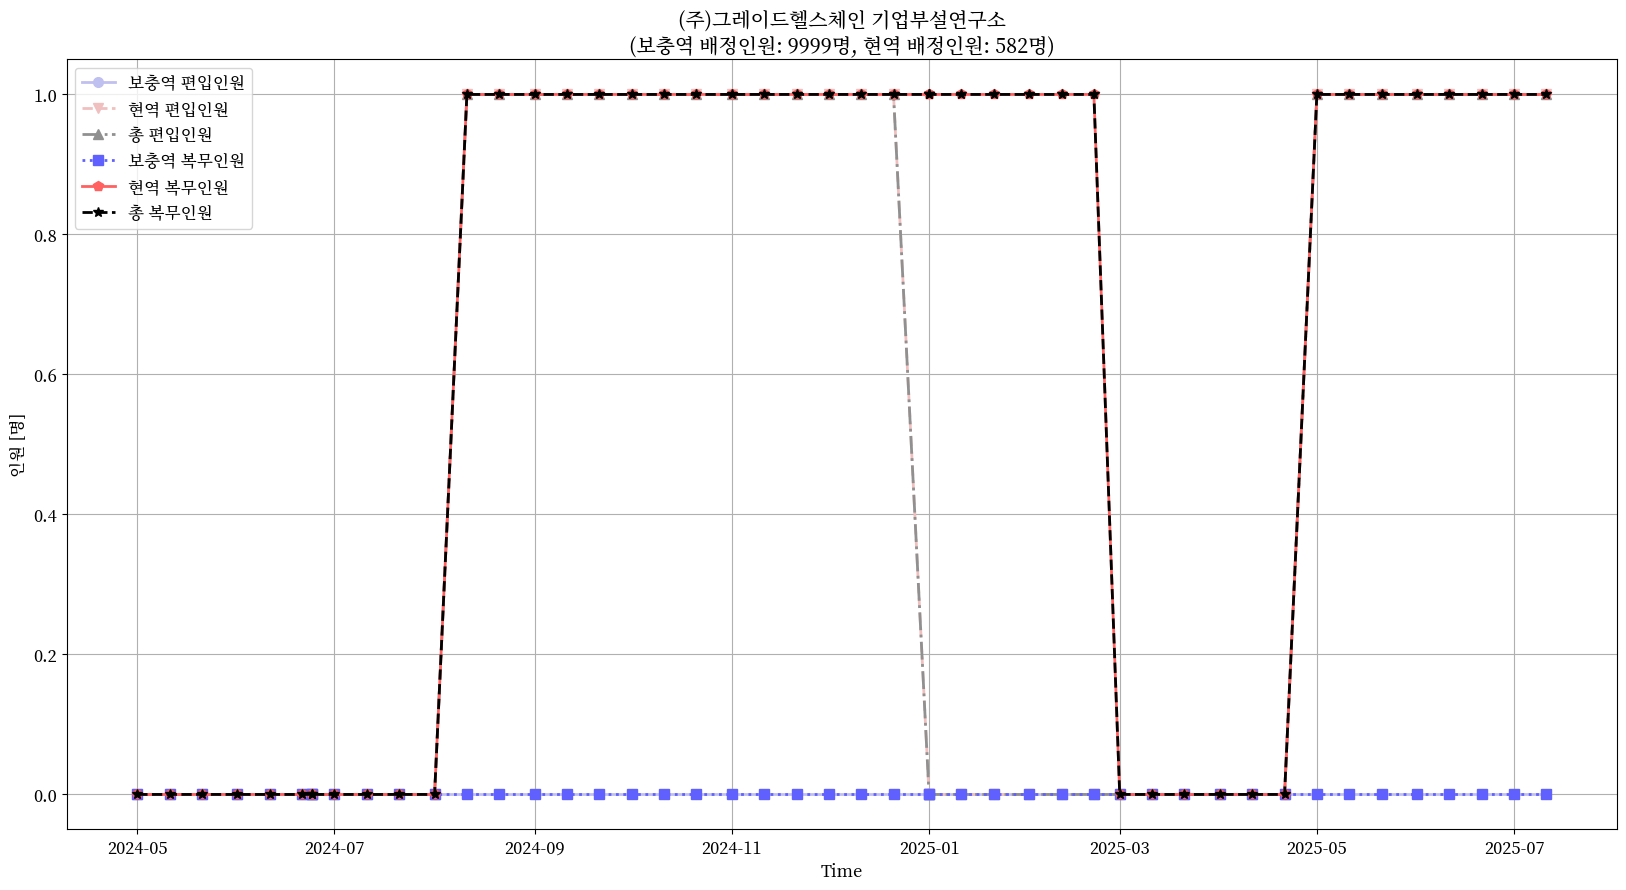 (주)그레이드헬스체인 기업부설연구소
(보충역 배정인원: 9999명, 현역 배정인원: 582명)
보충역 편입인원
현역 편입인원
총 편입인원
보충역 복무인원
현역 복무인원
총 복무인원
1.0
0.8
0.6
0.4
0.2
0.0
인원 [명]
2024-05
2024-07
2024-09
2024-11
2025-01
2025-03
2025-05
2025-07
Time